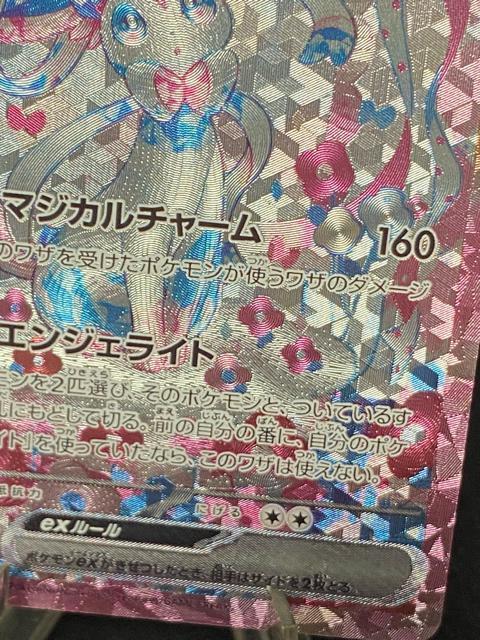 マジカルチャーム 160
のワザを受けたポケモンが使うワザのダメージ
エンジェライト
モンを2匹選び、そのポケモンと、ついているす
にもどして切る。前の自分の番に、自分のポケ
イト」を使っていたなら、このワザは使えない。
抵抗力 にげる
exルール
ポケモンexがきぜつしたとき、相手はサイドを2枚とる。